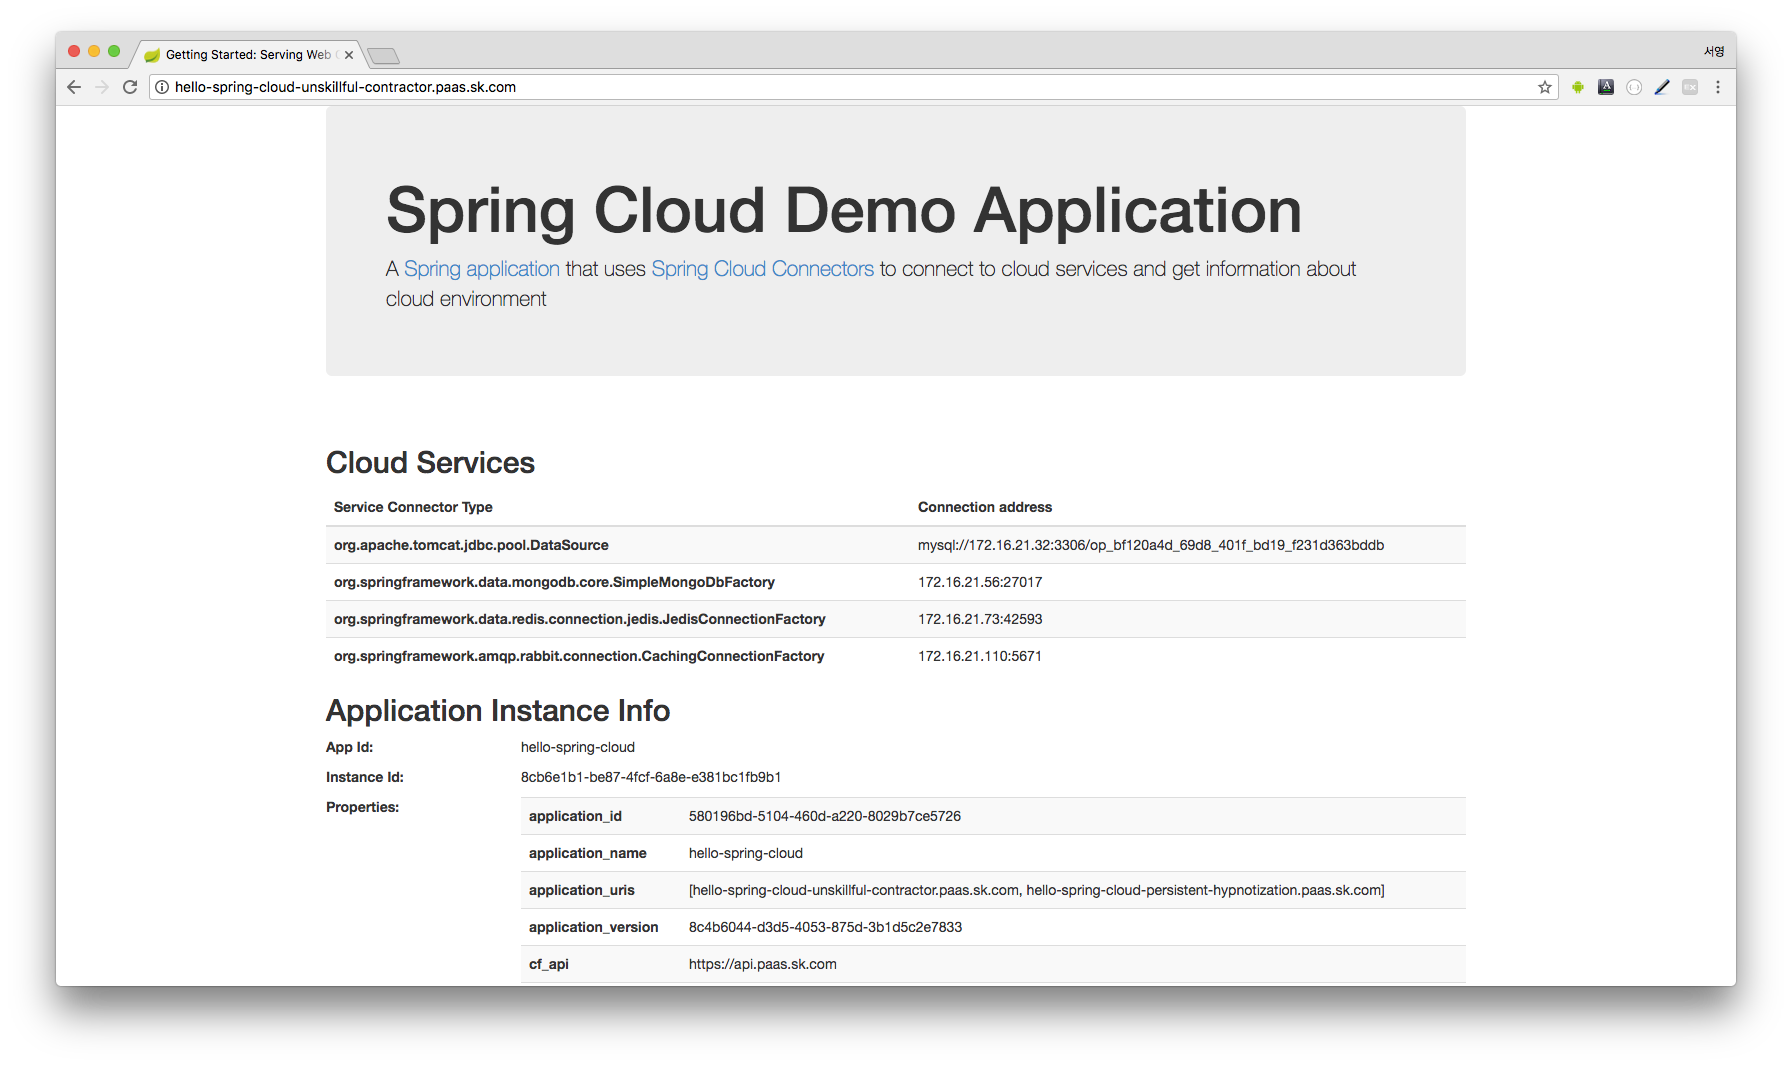 Getting Started: Serving Web
서영
hello-spring-cloud-unskillful-contractor.paas.sk.com
Spring Cloud Demo Application
A Spring application that uses Spring Cloud Connectors to connect to cloud services and get information about
cloud environment
Cloud Services
Service Connector Type Connection address
org.apache.tomcat.jdbc.pool.DataSource mysql://172.16.21.32:3306/op_bf120a4d_69d8_401f_bd19_f231d363bddb
org.springframework.data.mongodb.core.SimpleMongoDbFactory 172.16.21.56:27017
org.springframework.data.redis.connection.jedis.JedisConnectionFactory 172.16.21.73:42593
org.springframework.amqp.rabbit.connection.CachingConnectionFactory 172.16.21.110:5671
Application Instance Info
App Id: hello-spring-cloud
Instance Id: 8cb6e1b1-be87-4fcf-6a8e-e381bc1fb9b1
Properties:
application_id 580196bd-5104-460d-a220-8029b7ce5726
application_name hello-spring-cloud
application_uris [hello-spring-cloud-unskillful-contractor.paas.sk.com, hello-spring-cloud-persistent-hypnotization.paas.sk.com]
application_version 8c4b6044-d3d5-4053-875d-3b1d5c2e7833
cf_api https://api.paas.sk.com